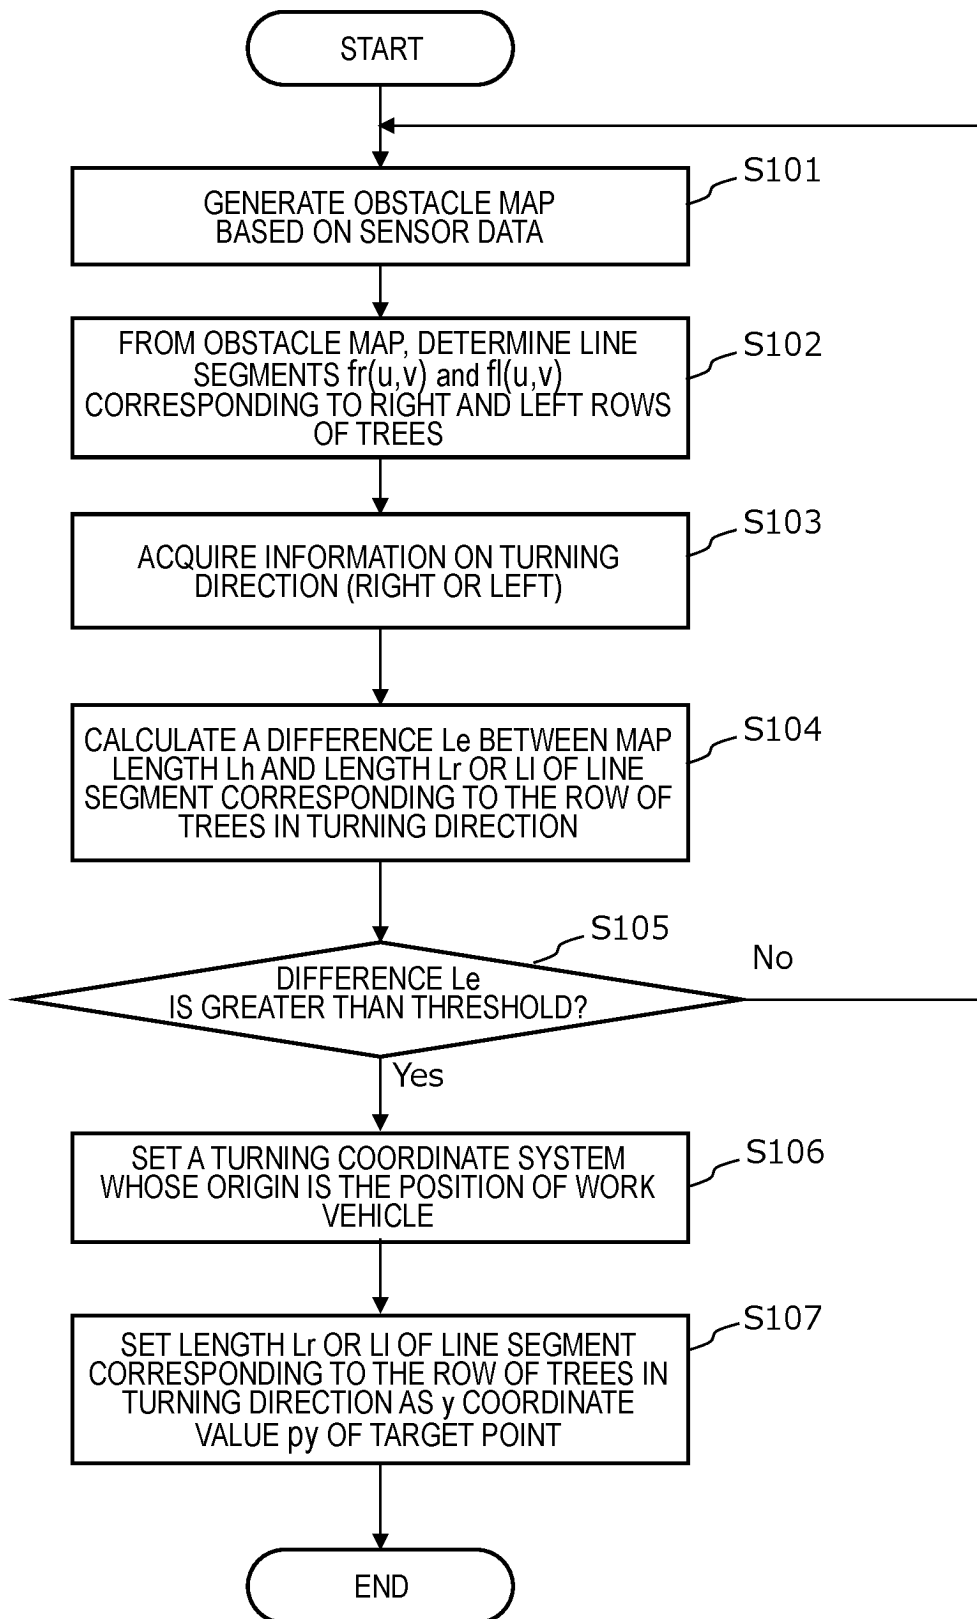 START
S101
GENERATE OBSTACLE MAP
BASED ON SENSOR DATA
S102
FROM OBSTACLE MAP, DETERMINE LINE
SEGMENTS fr(u,v) and fl(u,v)
CORRESPONDING TO RIGHT AND LEFT ROWS
OF TREES
S103
ACQUIRE INFORMATION ON TURNING
DIRECTION (RIGHT OR LEFT)
S104
CALCULATE A DIFFERENCE Le BETWEEN MAP
LENGTH Lh AND LENGTH Lr OR Ll OF LINE
SEGMENT CORRESPONDING TO THE ROW OF
TREES IN TURNING DIRECTION
S105
DIFFERENCE Le
IS GREATER THAN THRESHOLD?
No
Yes
S106
SET A TURNING COORDINATE SYSTEM
WHOSE ORIGIN IS THE POSITION OF WORK
VEHICLE
S107
SET LENGTH Lr OR Ll OF LINE SEGMENT
CORRESPONDING TO THE ROW OF TREES IN
TURNING DIRECTION AS y COORDINATE
VALUE py OF TARGET POINT
END